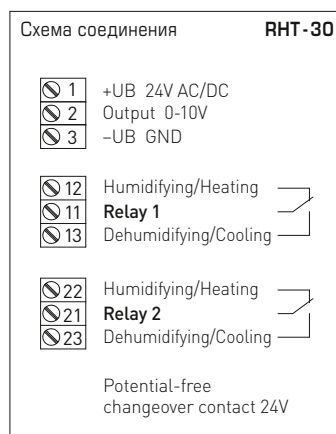 Схема соединения RHT-30
1 +UB 24V AC/DC
2 Output 0-10V
3 –UB GND
12 Humidifying/Heating
11 Relay 1
13 Dehumidifying/Cooling
22 Humidifying/Heating
21 Relay 2
23 Dehumidifying/Cooling
Potential-free
changeover contact 24V